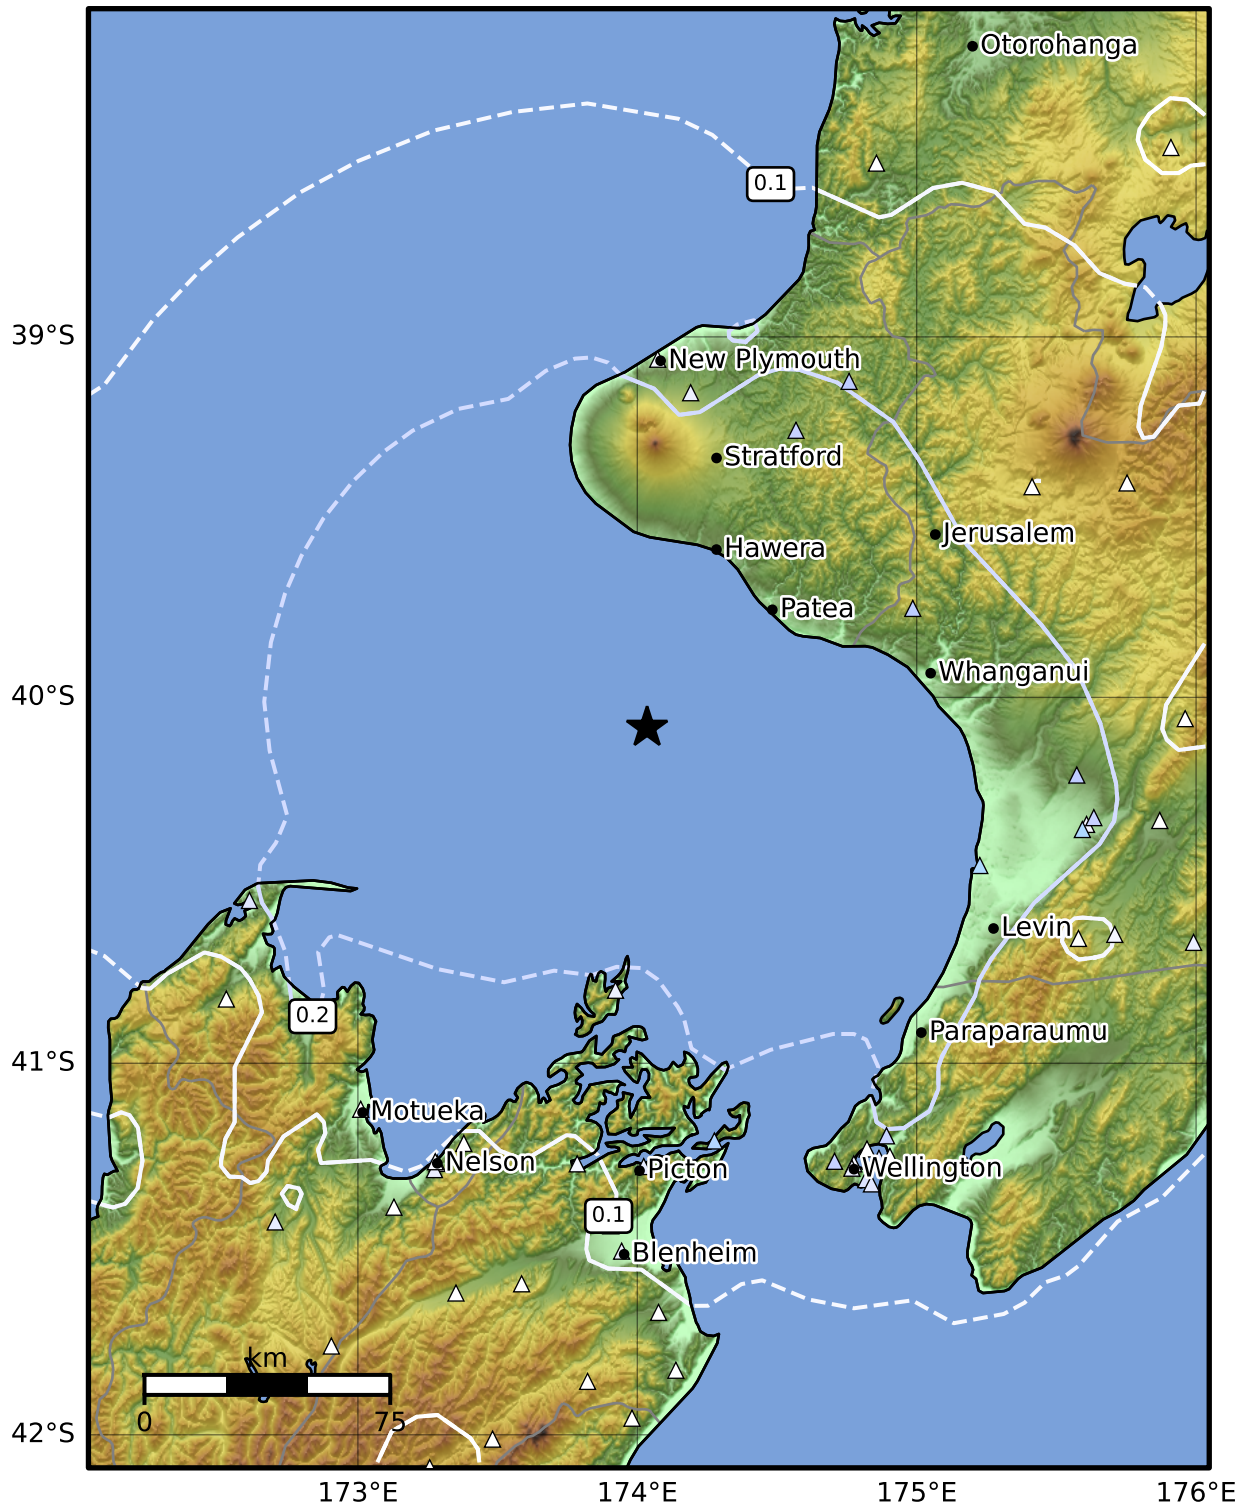 Otorohanga
0.1
39°S
New Plymouth
Stratford
Jerusalem
Hawera
Patea
Whanganui
40°S
Levin
0.2
Paraparaumu
41°S
Motueka
Nelson
Picton
Wellington
0.1
Blenheim
km
0
75
42°S
173°E
174°E
175°E
176°E